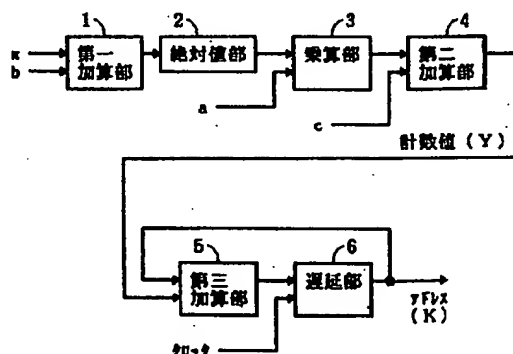 1
2
3
4
x
b
第一
加算部
絶対値部
乗算部
第二
加算部
a
c
計数値(Y)
5
6
第三
加算部
遅延部
アドレス
(K)
クロック